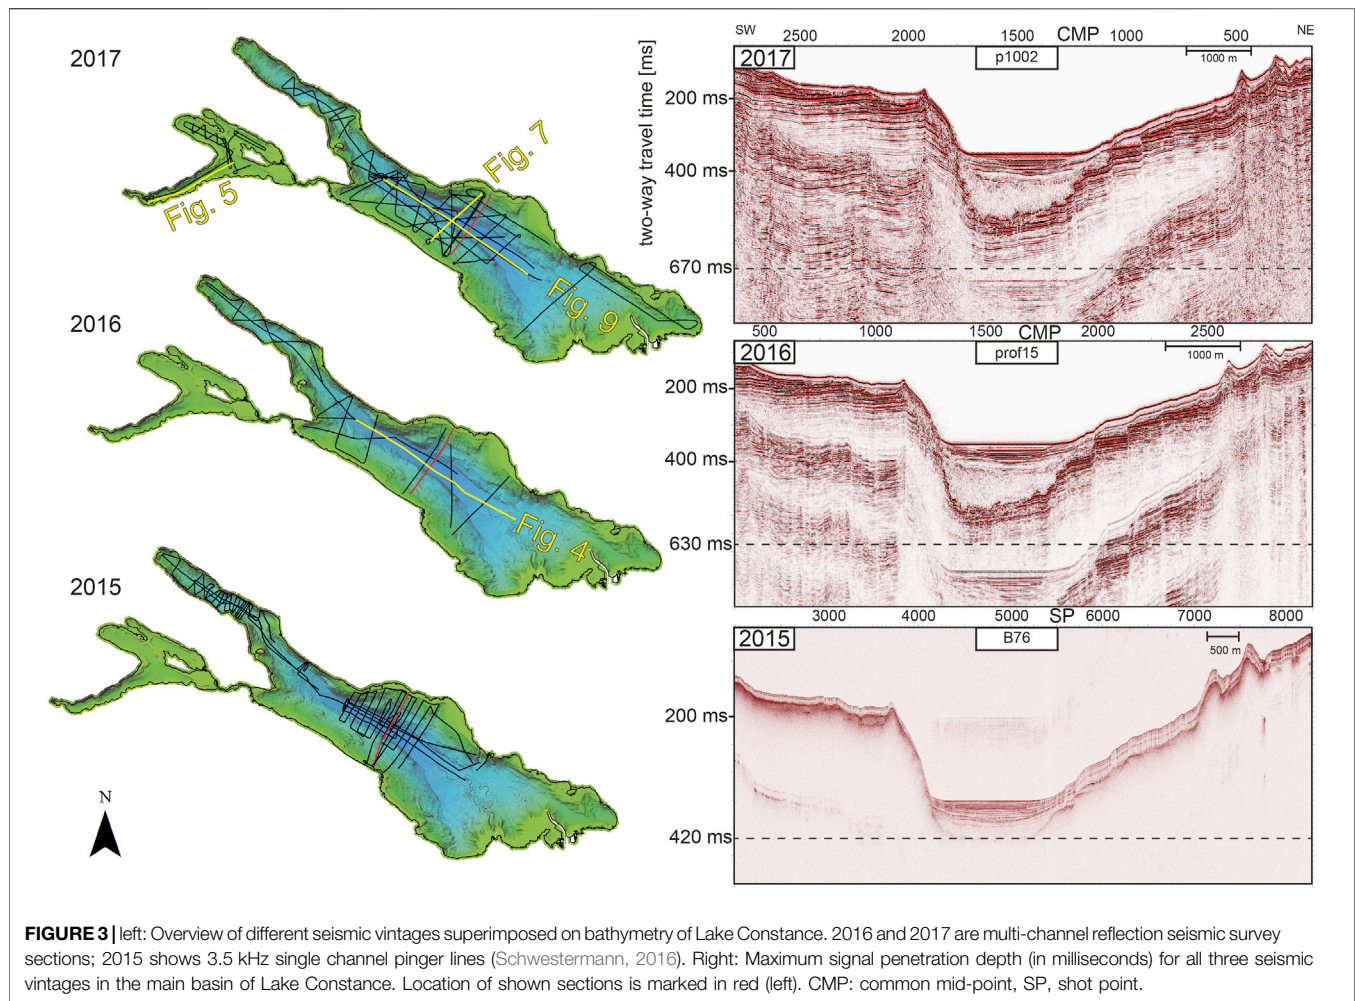 2017
Fig. 7
Fig. 5
Fig. 9
2016
Fig. 4
2015
N
SW 2500 2000 1500 CMP 1000 500 NE
2017
p1002
1000 m
two-way travel time [ms]
200 ms
400 ms
670 ms
500 1000 1500 CMP 2000 2500
2016
prof15
1000 m
200 ms
400 ms
630 ms
3000 4000 5000 SP 6000 7000 8000
2015
B76
500 m
200 ms
420 ms
FIGURE 3 | left: Overview of different seismic vintages superimposed on bathymetry of Lake Constance. 2016 and 2017 are multi-channel reflection seismic survey
sections; 2015 shows 3.5 kHz single channel pinger lines (Schwestermann, 2016). Right: Maximum signal penetration depth (in milliseconds) for all three seismic
vintages in the main basin of Lake Constance. Location of shown sections is marked in red (left). CMP: common mid-point, SP, shot point.